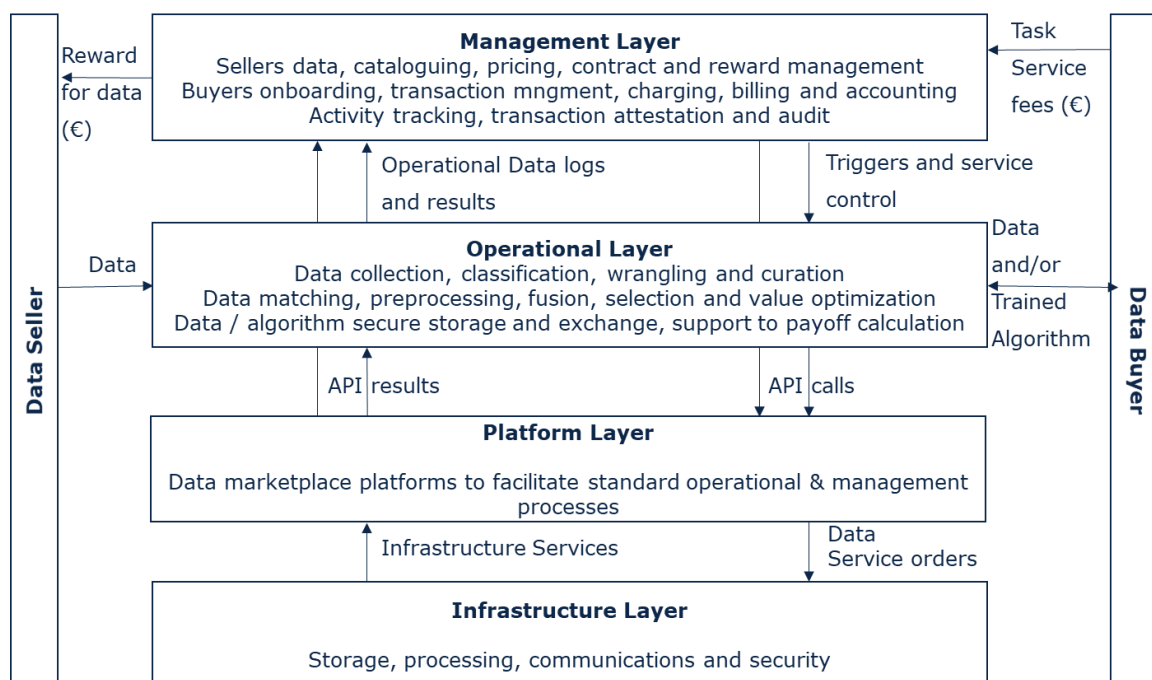 Management Layer
Sellers data, cataloguing, pricing, contract and reward management
Buyers onboarding, transaction mngment, charging, billing and accounting
Activity tracking, transaction attestation and audit
Reward
for data
(€)
Task
Service
fees (€)
Operational Data logs
and results
Triggers and service
control
Operational Layer
Data collection, classification, wrangling and curation
Data matching, preprocessing, fusion, selection and value optimization
Data / algorithm secure storage and exchange, support to payoff calculation
Data
Data
and/or
Trained
Algorithm
Data Seller
Data Buyer
API results
API calls
Platform Layer
Data marketplace platforms to facilitate standard operational & management
processes
Infrastructure Services
Data
Service orders
Infrastructure Layer
Storage, processing, communications and security